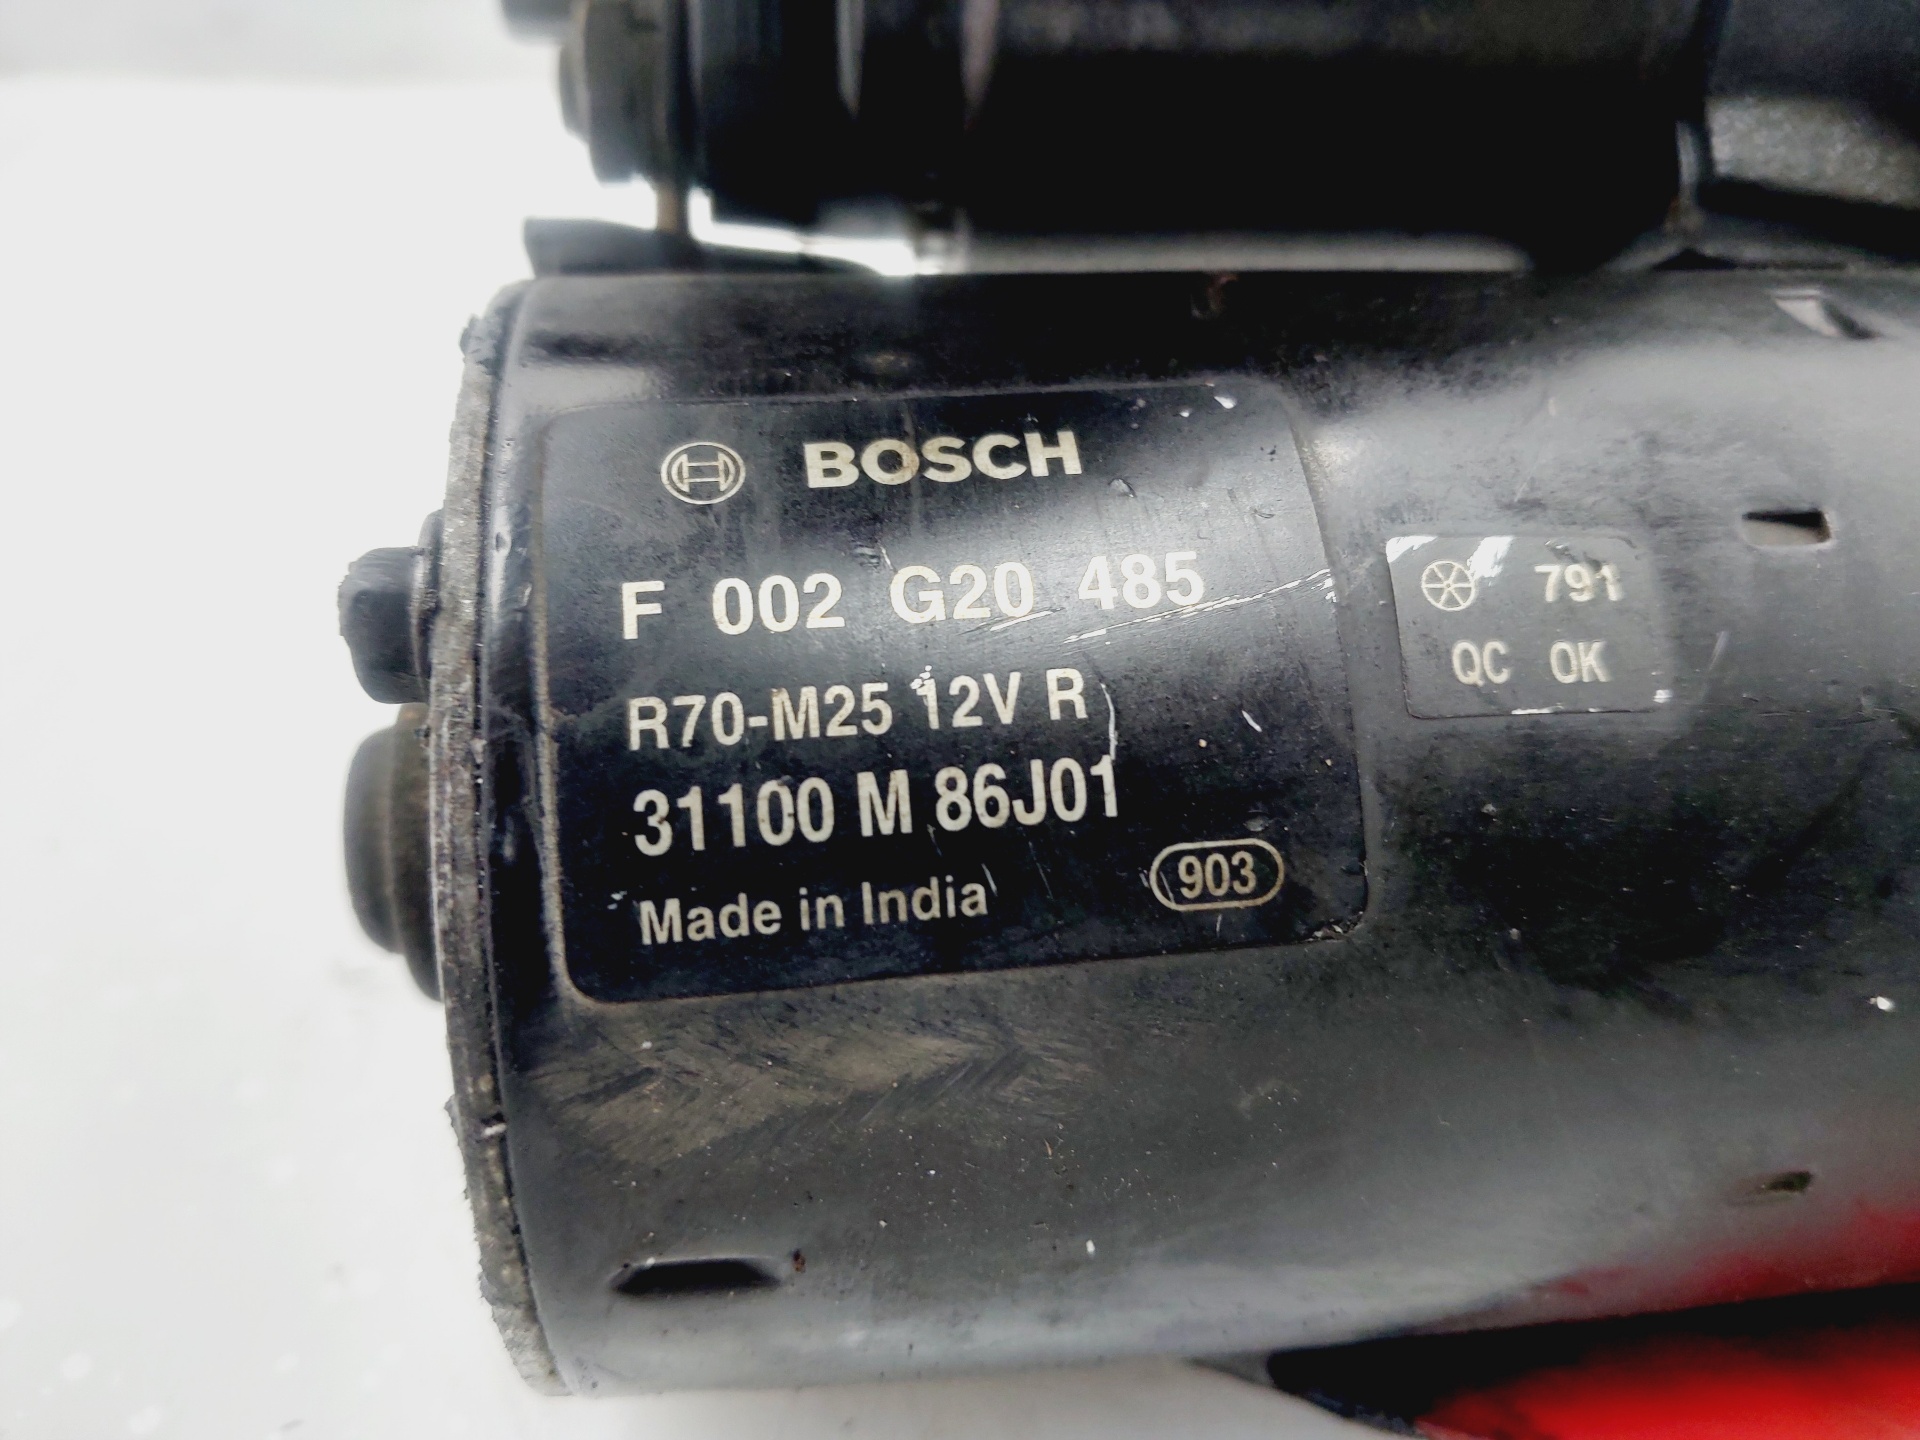 BOSCH
F 002 G20 485
R70-M25 12V R
31100 M 86J01
Made in India
903
791
QC OK